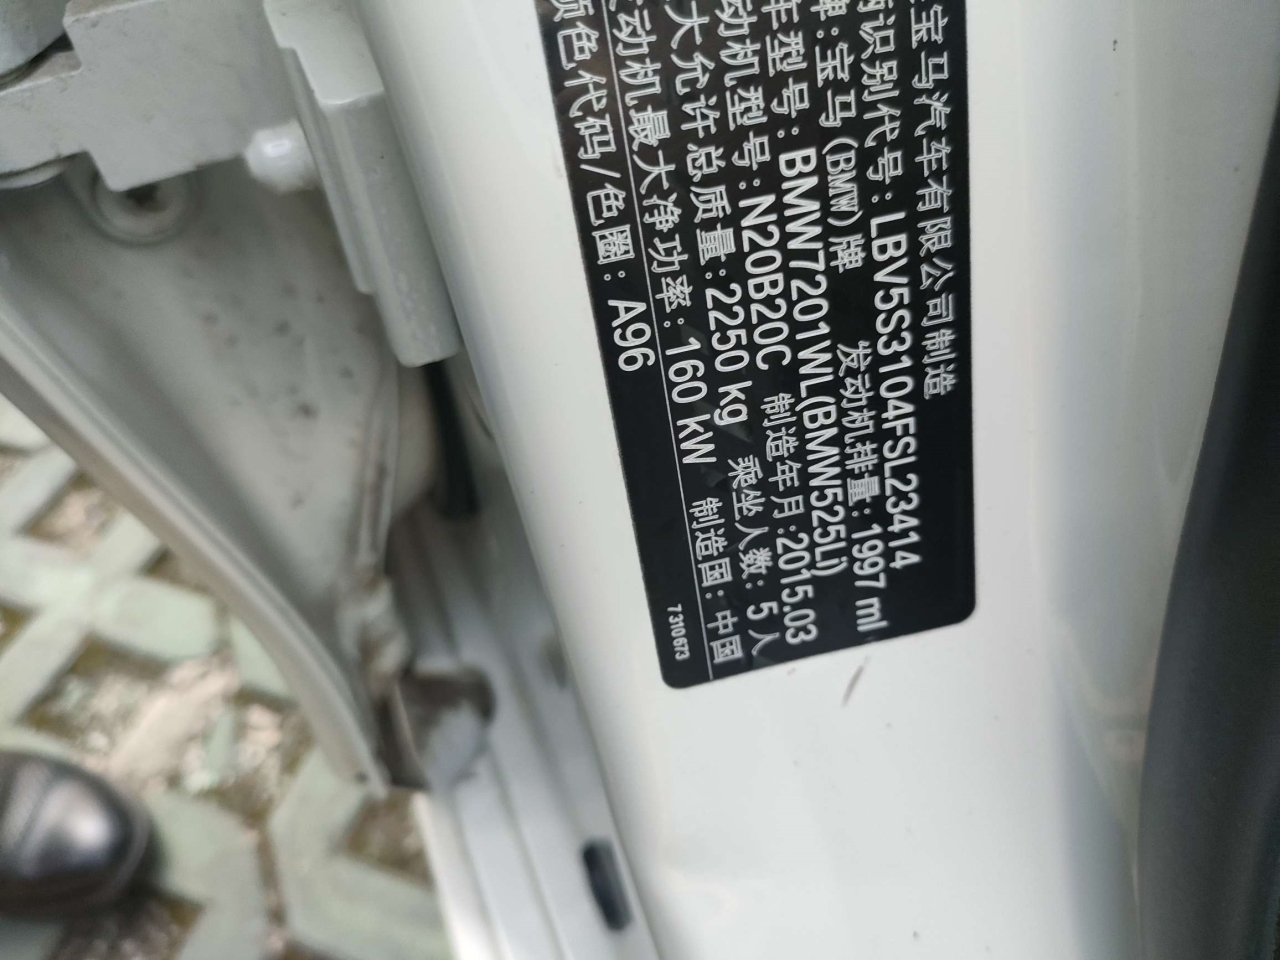 宝马汽车有限公司制造
识别代号: LBV5S3104FSL23414
牌: 宝马(BMW)牌 发动机排量: 1997 ml
车型号: BMW7201WL(BMW525Li)
动机型号: N20B20C 制造年月: 2015.03
大允许总质量: 2250 kg 乘坐人数: 5人
动机最大净功率: 160 kW 制造国: 中国
颜色代码/色圈: A96 7310673